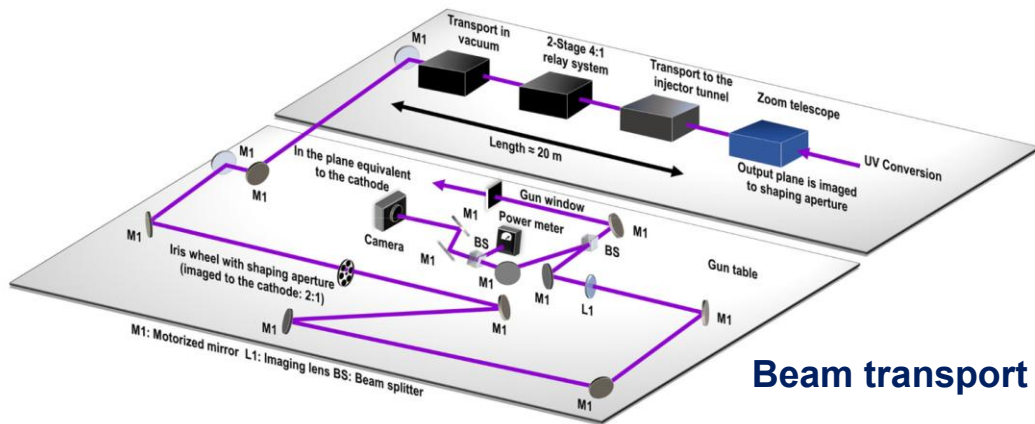 M1
Transport in
vacuum
2-Stage 4:1
relay system
Transport to the
injector tunnel
Zoom telescope
Length ≈ 20 m
UV Conversion
Output plane is imaged
to shaping aperture
M1
M1
In the plane equivalent
to the cathode
Gun window
M1
Power meter
M1
Camera
BS
BS
M1
M1
Gun table
M1
Iris wheel with shaping aperture
(imaged to the cathode: 2:1)
M1
M1
L1
M1
M1
M1
M1
M1: Motorized mirror L1: Imaging lens BS: Beam splitter
Beam transport